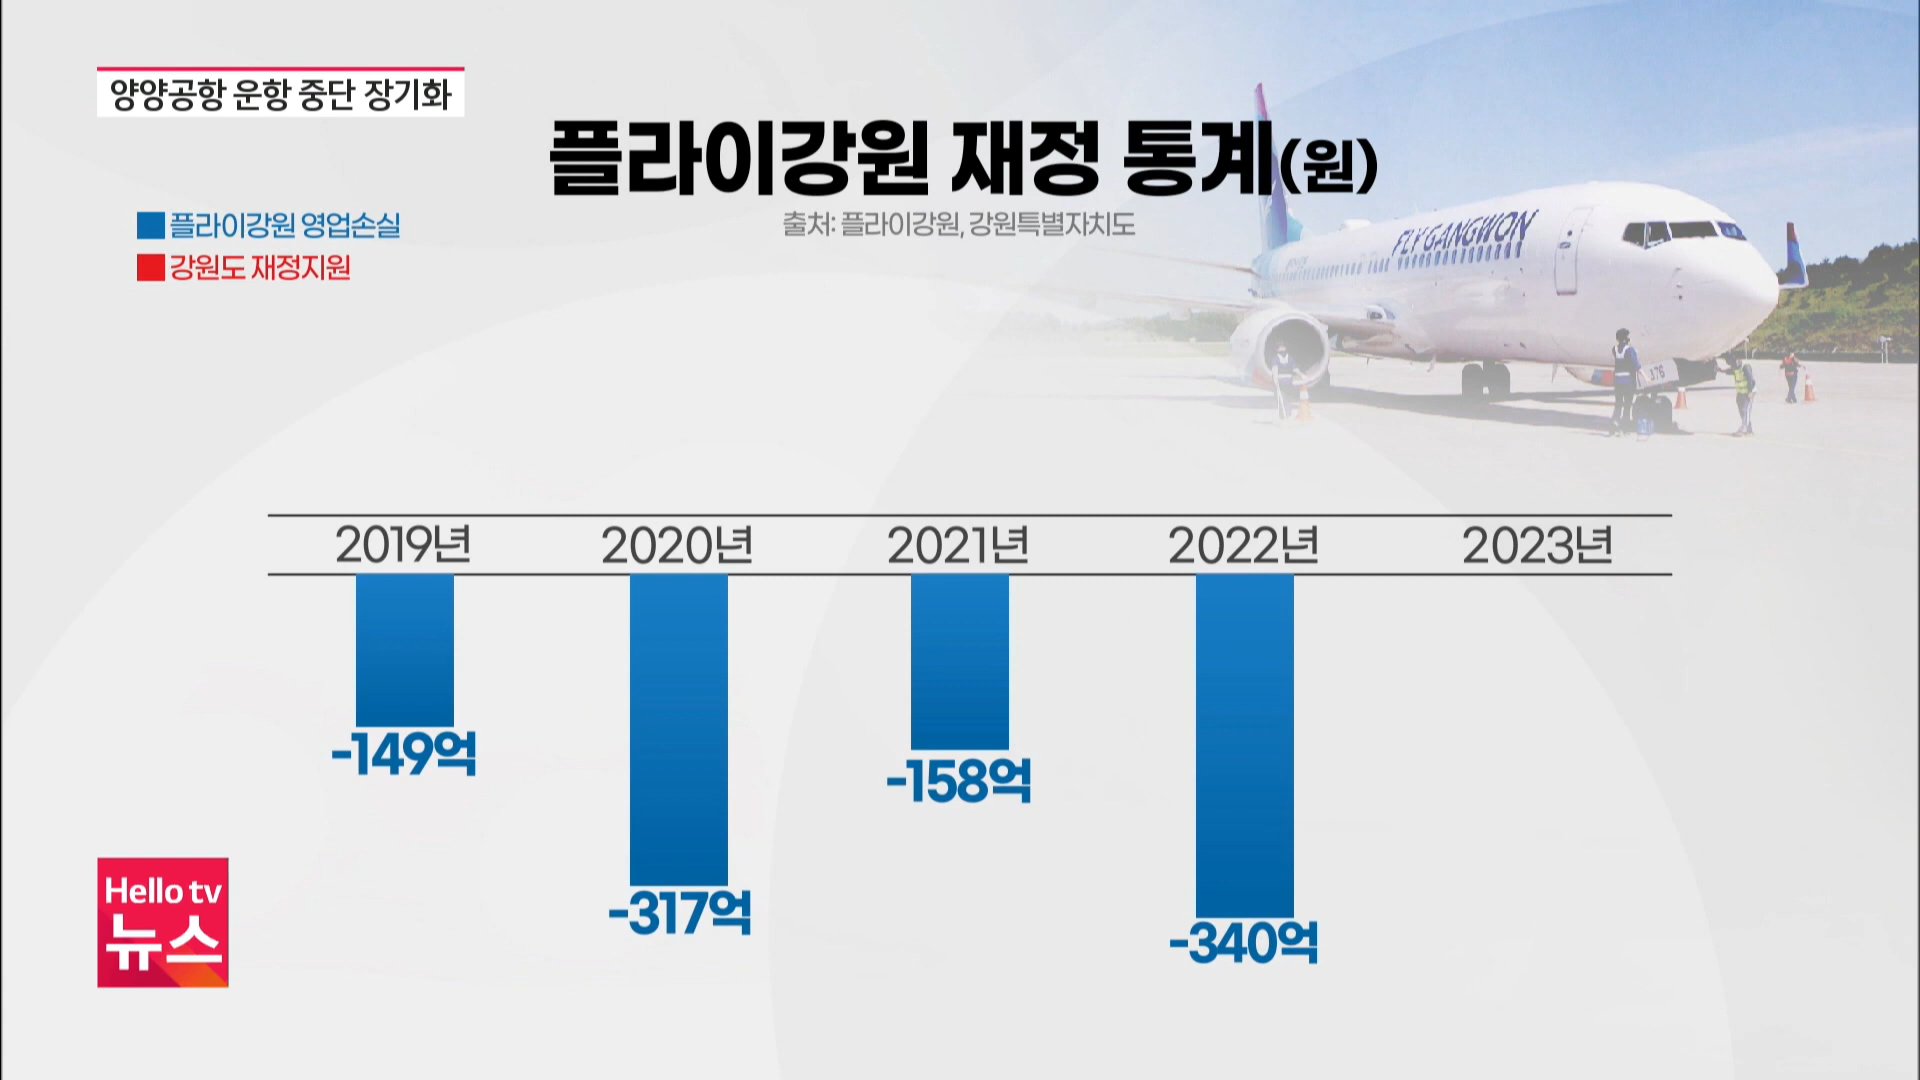 양양공항 운항 중단 장기화
플라이강원 재정 통계(원)
출처: 플라이강원, 강원특별자치도
플라이강원 영업손실
강원도 재정지원
FLY GANGWON
376
2019년 2020년 2021년 2022년 2023년
-149억
-317억
-158억
-340억
Hello tv
뉴스